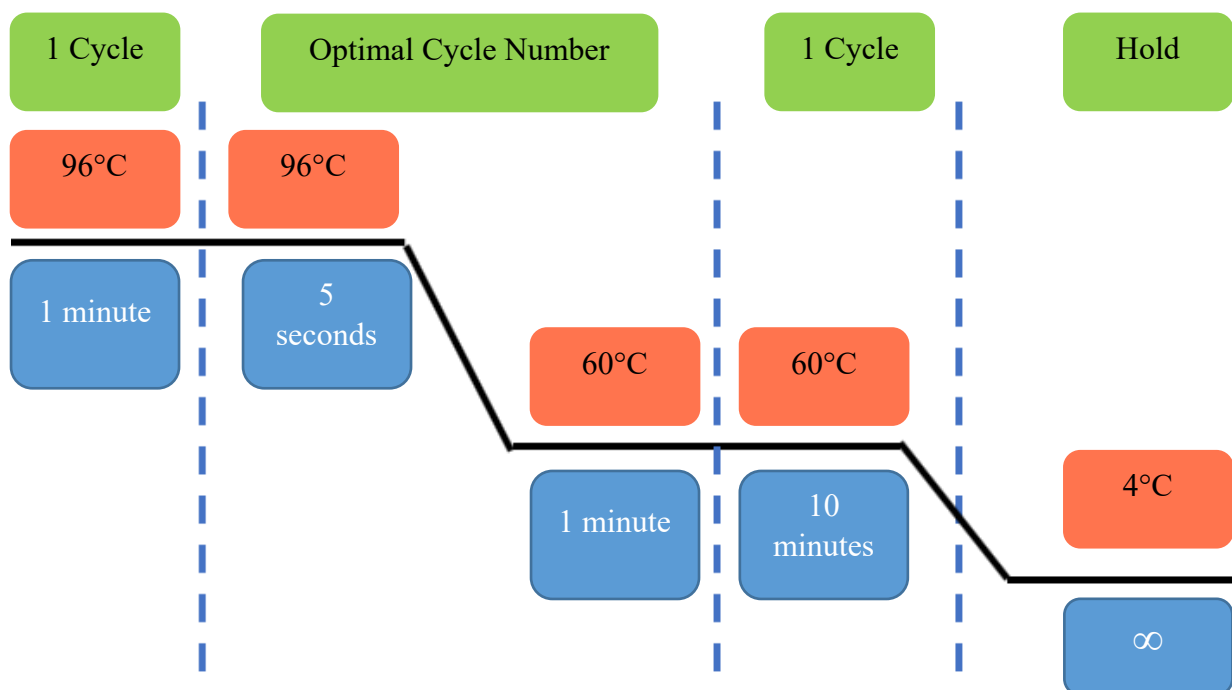 1 Cycle
Optimal Cycle Number
1 Cycle
Hold
96°C
96°C
1 minute
5
seconds
60°C
60°C
1 minute
10
minutes
4°C
∞